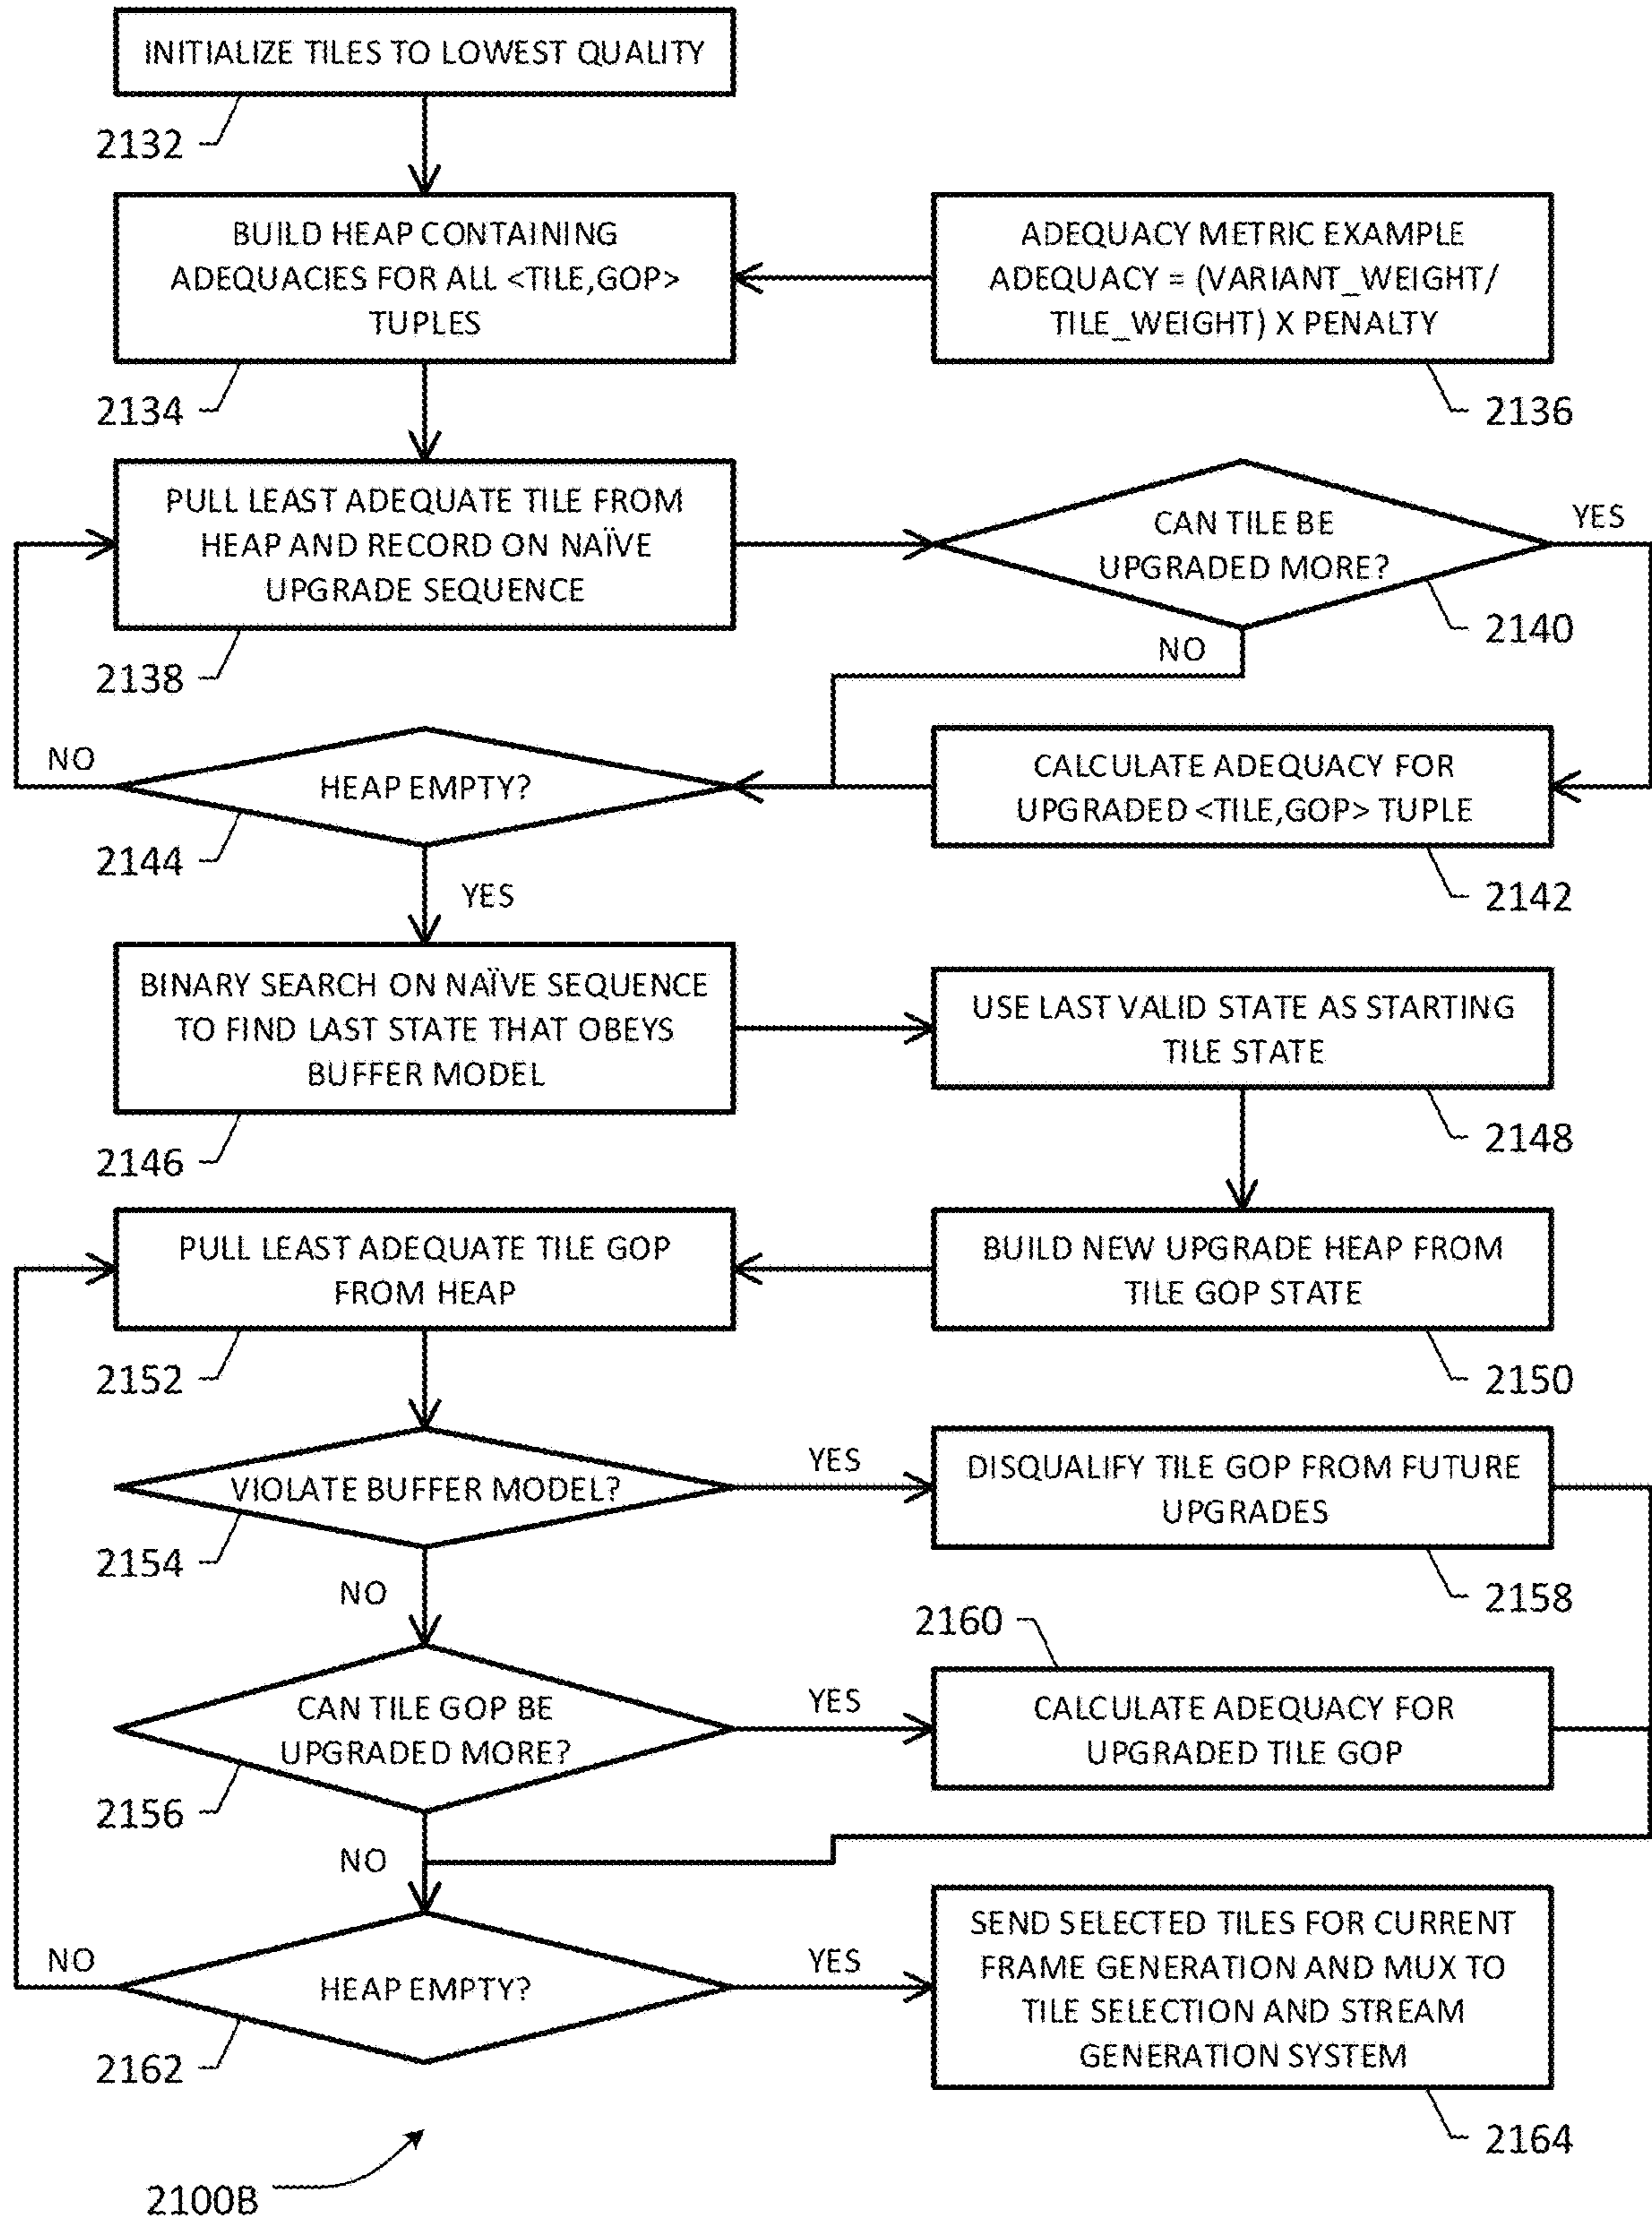 INITIALIZE TILES TO LOWEST QUALITY
2132
BUILD HEAP CONTAINING
ADEQUACIES FOR ALL <TILE,GOP>
TUPLES
2134
ADEQUACY METRIC EXAMPLE
ADEQUACY = (VARIANT_WEIGHT/
TILE_WEIGHT) X PENALTY
2136
PULL LEAST ADEQUATE TILE FROM
HEAP AND RECORD ON NAÏVE
UPGRADE SEQUENCE
2138
CAN TILE BE
UPGRADED MORE?
YES
2140
NO
NO
HEAP EMPTY?
2144
YES
CALCULATE ADEQUACY FOR
UPGRADED <TILE,GOP> TUPLE
2142
BINARY SEARCH ON NAÏVE SEQUENCE
TO FIND LAST STATE THAT OBEYS
BUFFER MODEL
2146
USE LAST VALID STATE AS STARTING
TILE STATE
2148
PULL LEAST ADEQUATE TILE GOP
FROM HEAP
2152
BUILD NEW UPGRADE HEAP FROM
TILE GOP STATE
2150
VIOLATE BUFFER MODEL?
YES
2154
NO
DISQUALIFY TILE GOP FROM FUTURE
UPGRADES
2158
2160
CAN TILE GOP BE
UPGRADED MORE?
YES
2156
NO
CALCULATE ADEQUACY FOR
UPGRADED TILE GOP
NO
HEAP EMPTY?
YES
2162
SEND SELECTED TILES FOR CURRENT
FRAME GENERATION AND MUX TO
TILE SELECTION AND STREAM
GENERATION SYSTEM
2164
2100B